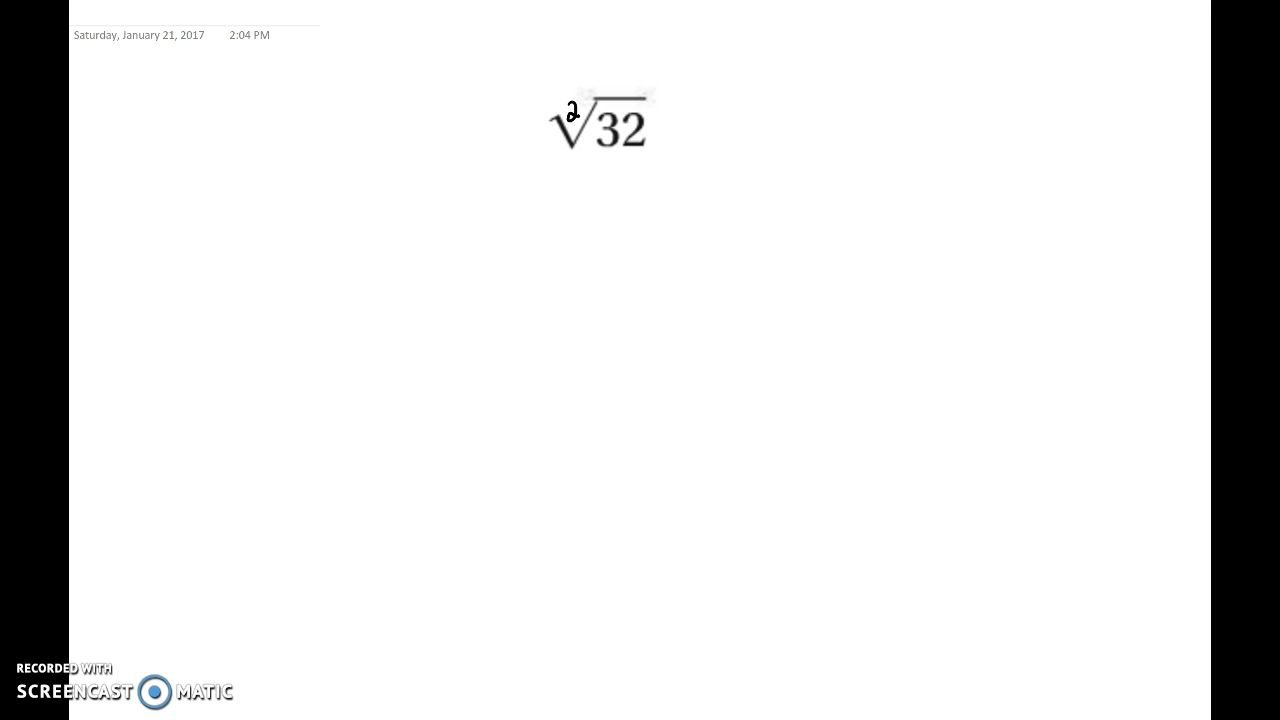 Saturday, January 21, 2017 2:04 PM
2√32
RECORDED WITH
SCREENCAST MATIC